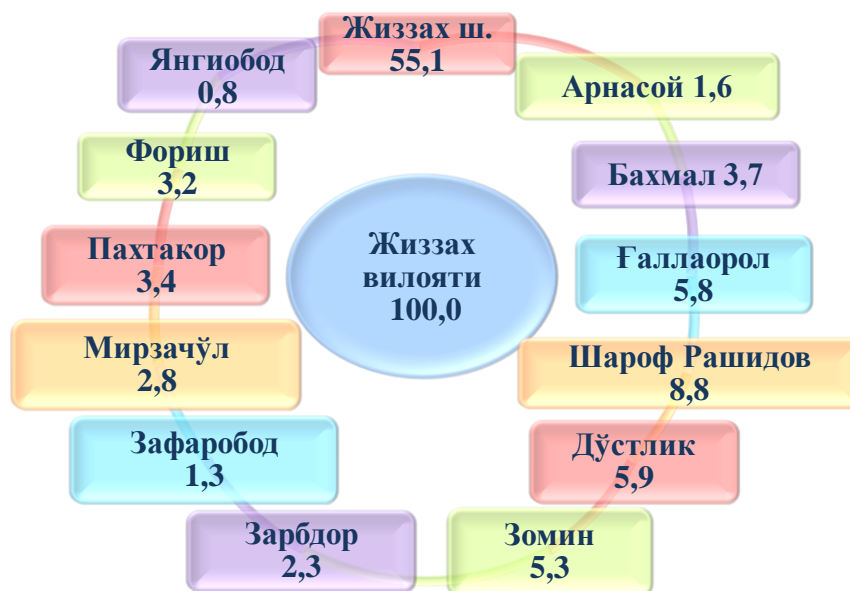 Жиззах ш.
55,1
Арнасой 1,6
Бахмал 3,7
Ғаллаорол
5,8
Шароф Рашидов
8,8
Дўстлик
5,9
Зомин
5,3
Зарбдор
2,3
Зафаробод
1,3
Мирзачўл
2,8
Пахтакор
3,4
Фориш
3,2
Янгиобод
0,8
Жиззах
вилояти
100,0